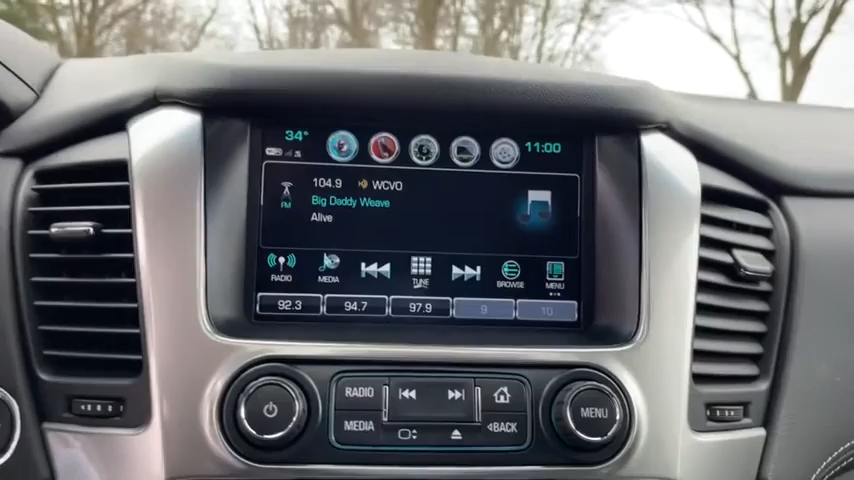 34°
11:00
104.9 WCVO
FM
Big Daddy Weave
Alive
RADIO
MEDIA
TUNE
BROWSE
MENU
92.3
94.7
97.9
9
10
RADIO
MEDIA
BACK
MENU